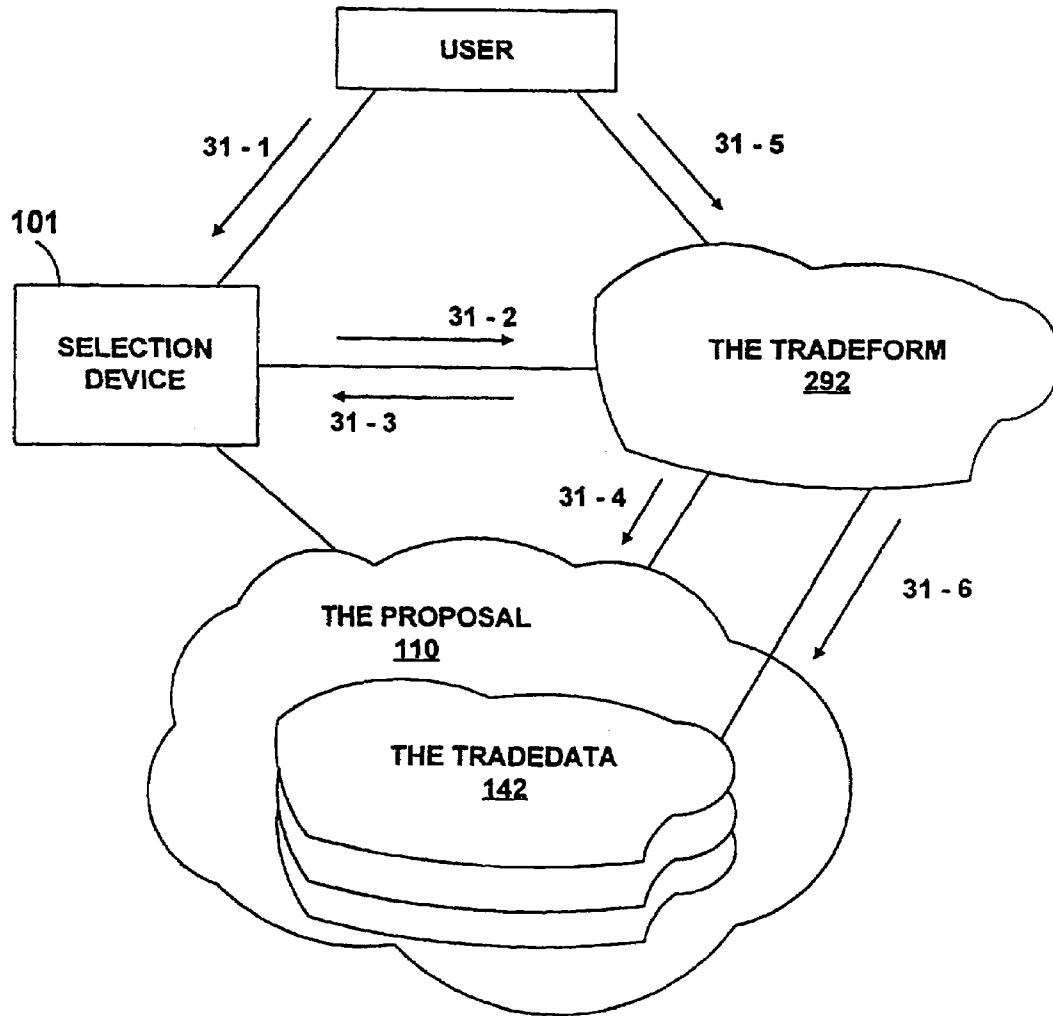 USER
31 - 1
31 - 5
101
SELECTION
DEVICE
31 - 2
31 - 3
THE TRADEFORM
292
31 - 4
31 - 6
THE PROPOSAL
110
THE TRADEDATA
142